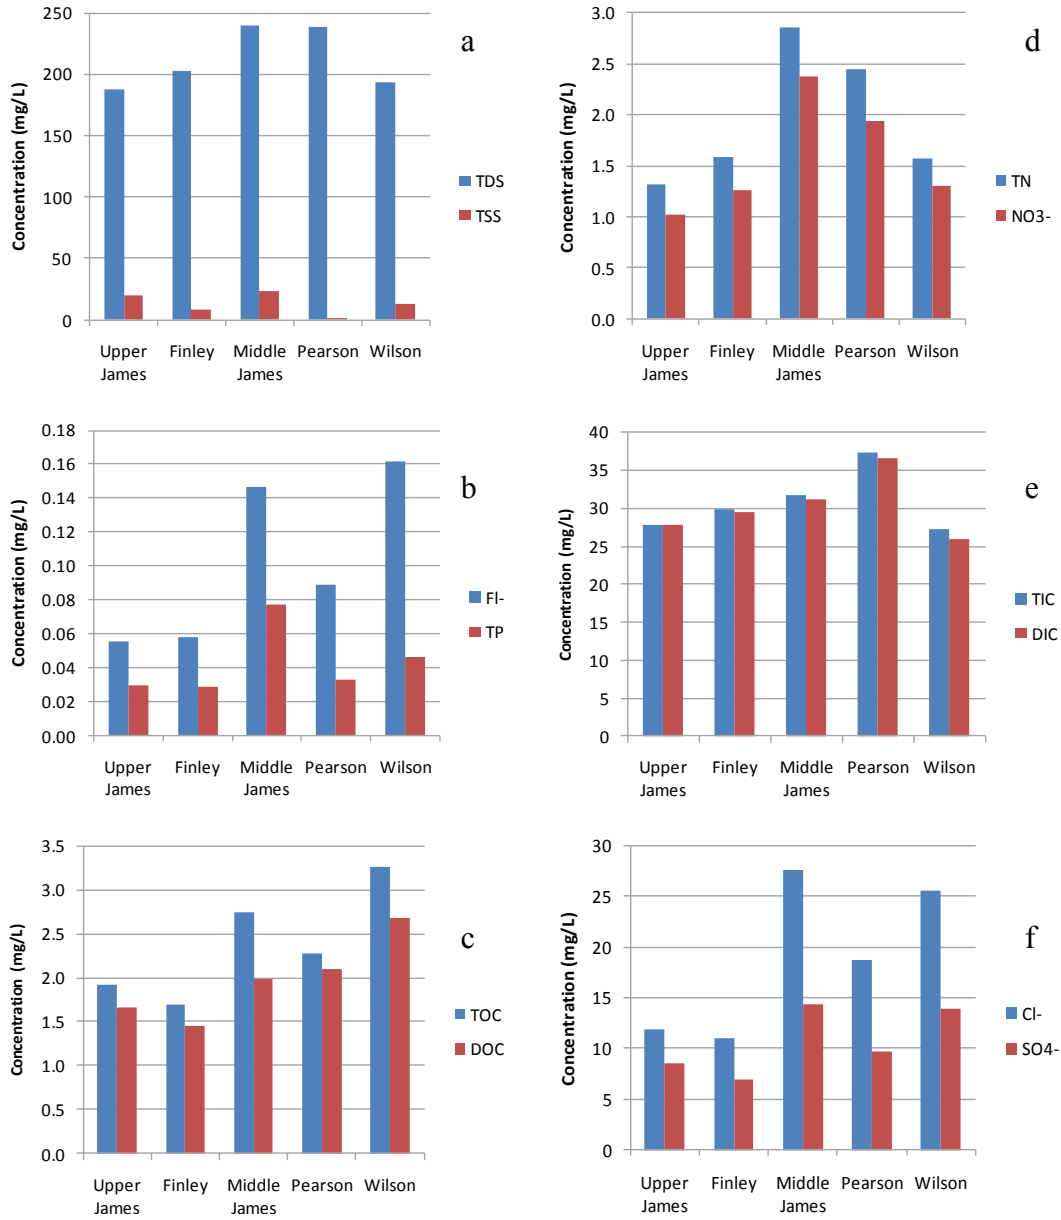 a
Concentration (mg/L)
250
200
150
100
50
0
TDS
TSS
Upper James
Finley
Middle James
Pearson
Wilson
d
Concentration (mg/L)
3.0
2.5
2.0
1.5
1.0
0.5
0.0
TN
NO3-
Upper James
Finley
Middle James
Pearson
Wilson
b
Concentration (mg/L)
0.18
0.16
0.14
0.12
0.10
0.08
0.06
0.04
0.02
0.00
Fl-
TP
Upper James
Finley
Middle James
Pearson
Wilson
e
Concentration (mg/L)
40
35
30
25
20
15
10
5
0
TIC
DIC
Upper James
Finley
Middle James
Pearson
Wilson
c
Concentration (mg/L)
3.5
3.0
2.5
2.0
1.5
1.0
0.5
0.0
TOC
DOC
Upper James
Finley
Middle James
Pearson
Wilson
f
Concentration (mg/L)
30
25
20
15
10
5
0
Cl-
SO4-
Upper James
Finley
Middle James
Pearson
Wilson